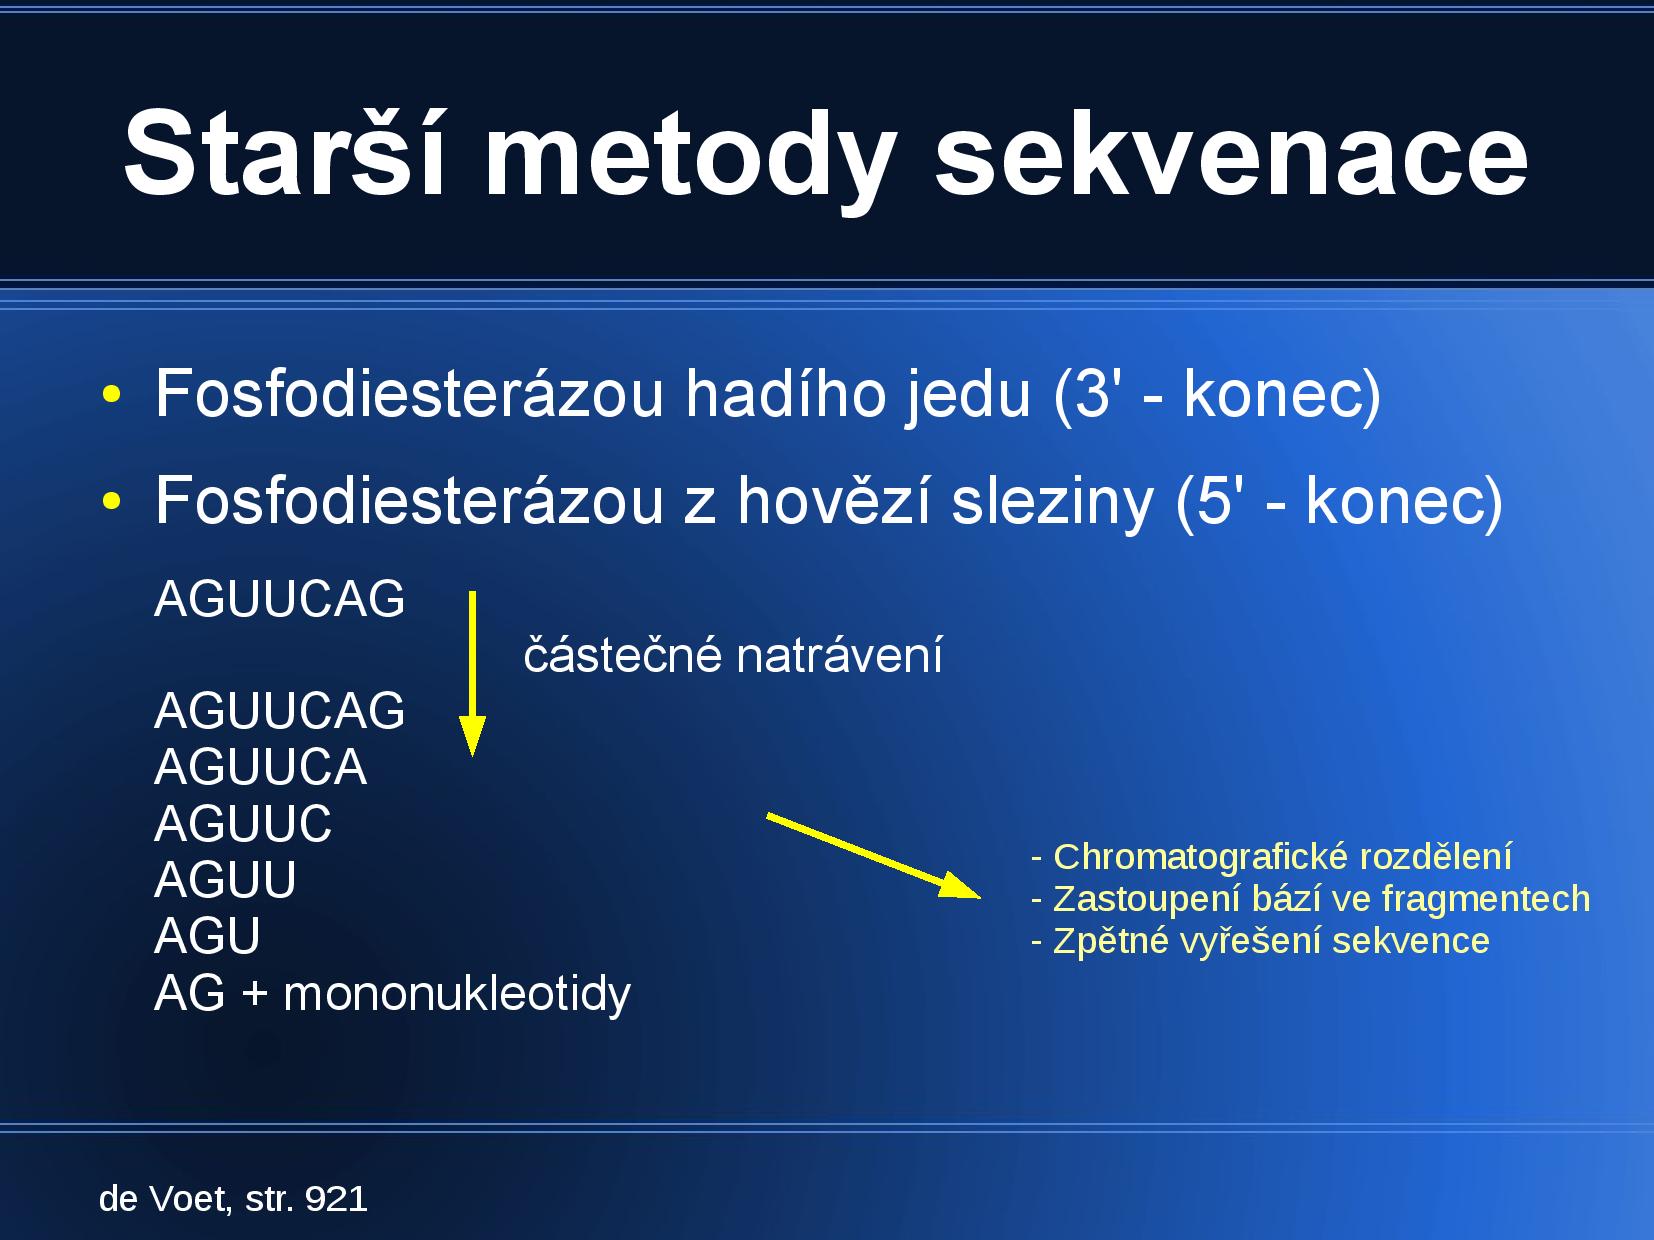 Starší metody sekvenace
• Fosfodiesterázou hadího jedu (3' - konec)
• Fosfodiesterázou z hovězí sleziny (5' - konec)
AGUUCAG
částečné natrávení
AGUUCAG
AGUUCA
AGUUC
AGUU
AGU
AG + mononukleotidy
- Chromatografické rozdělení
- Zastoupení bází ve fragmentech
- Zpětné vyřešení sekvence
de Voet, str. 921